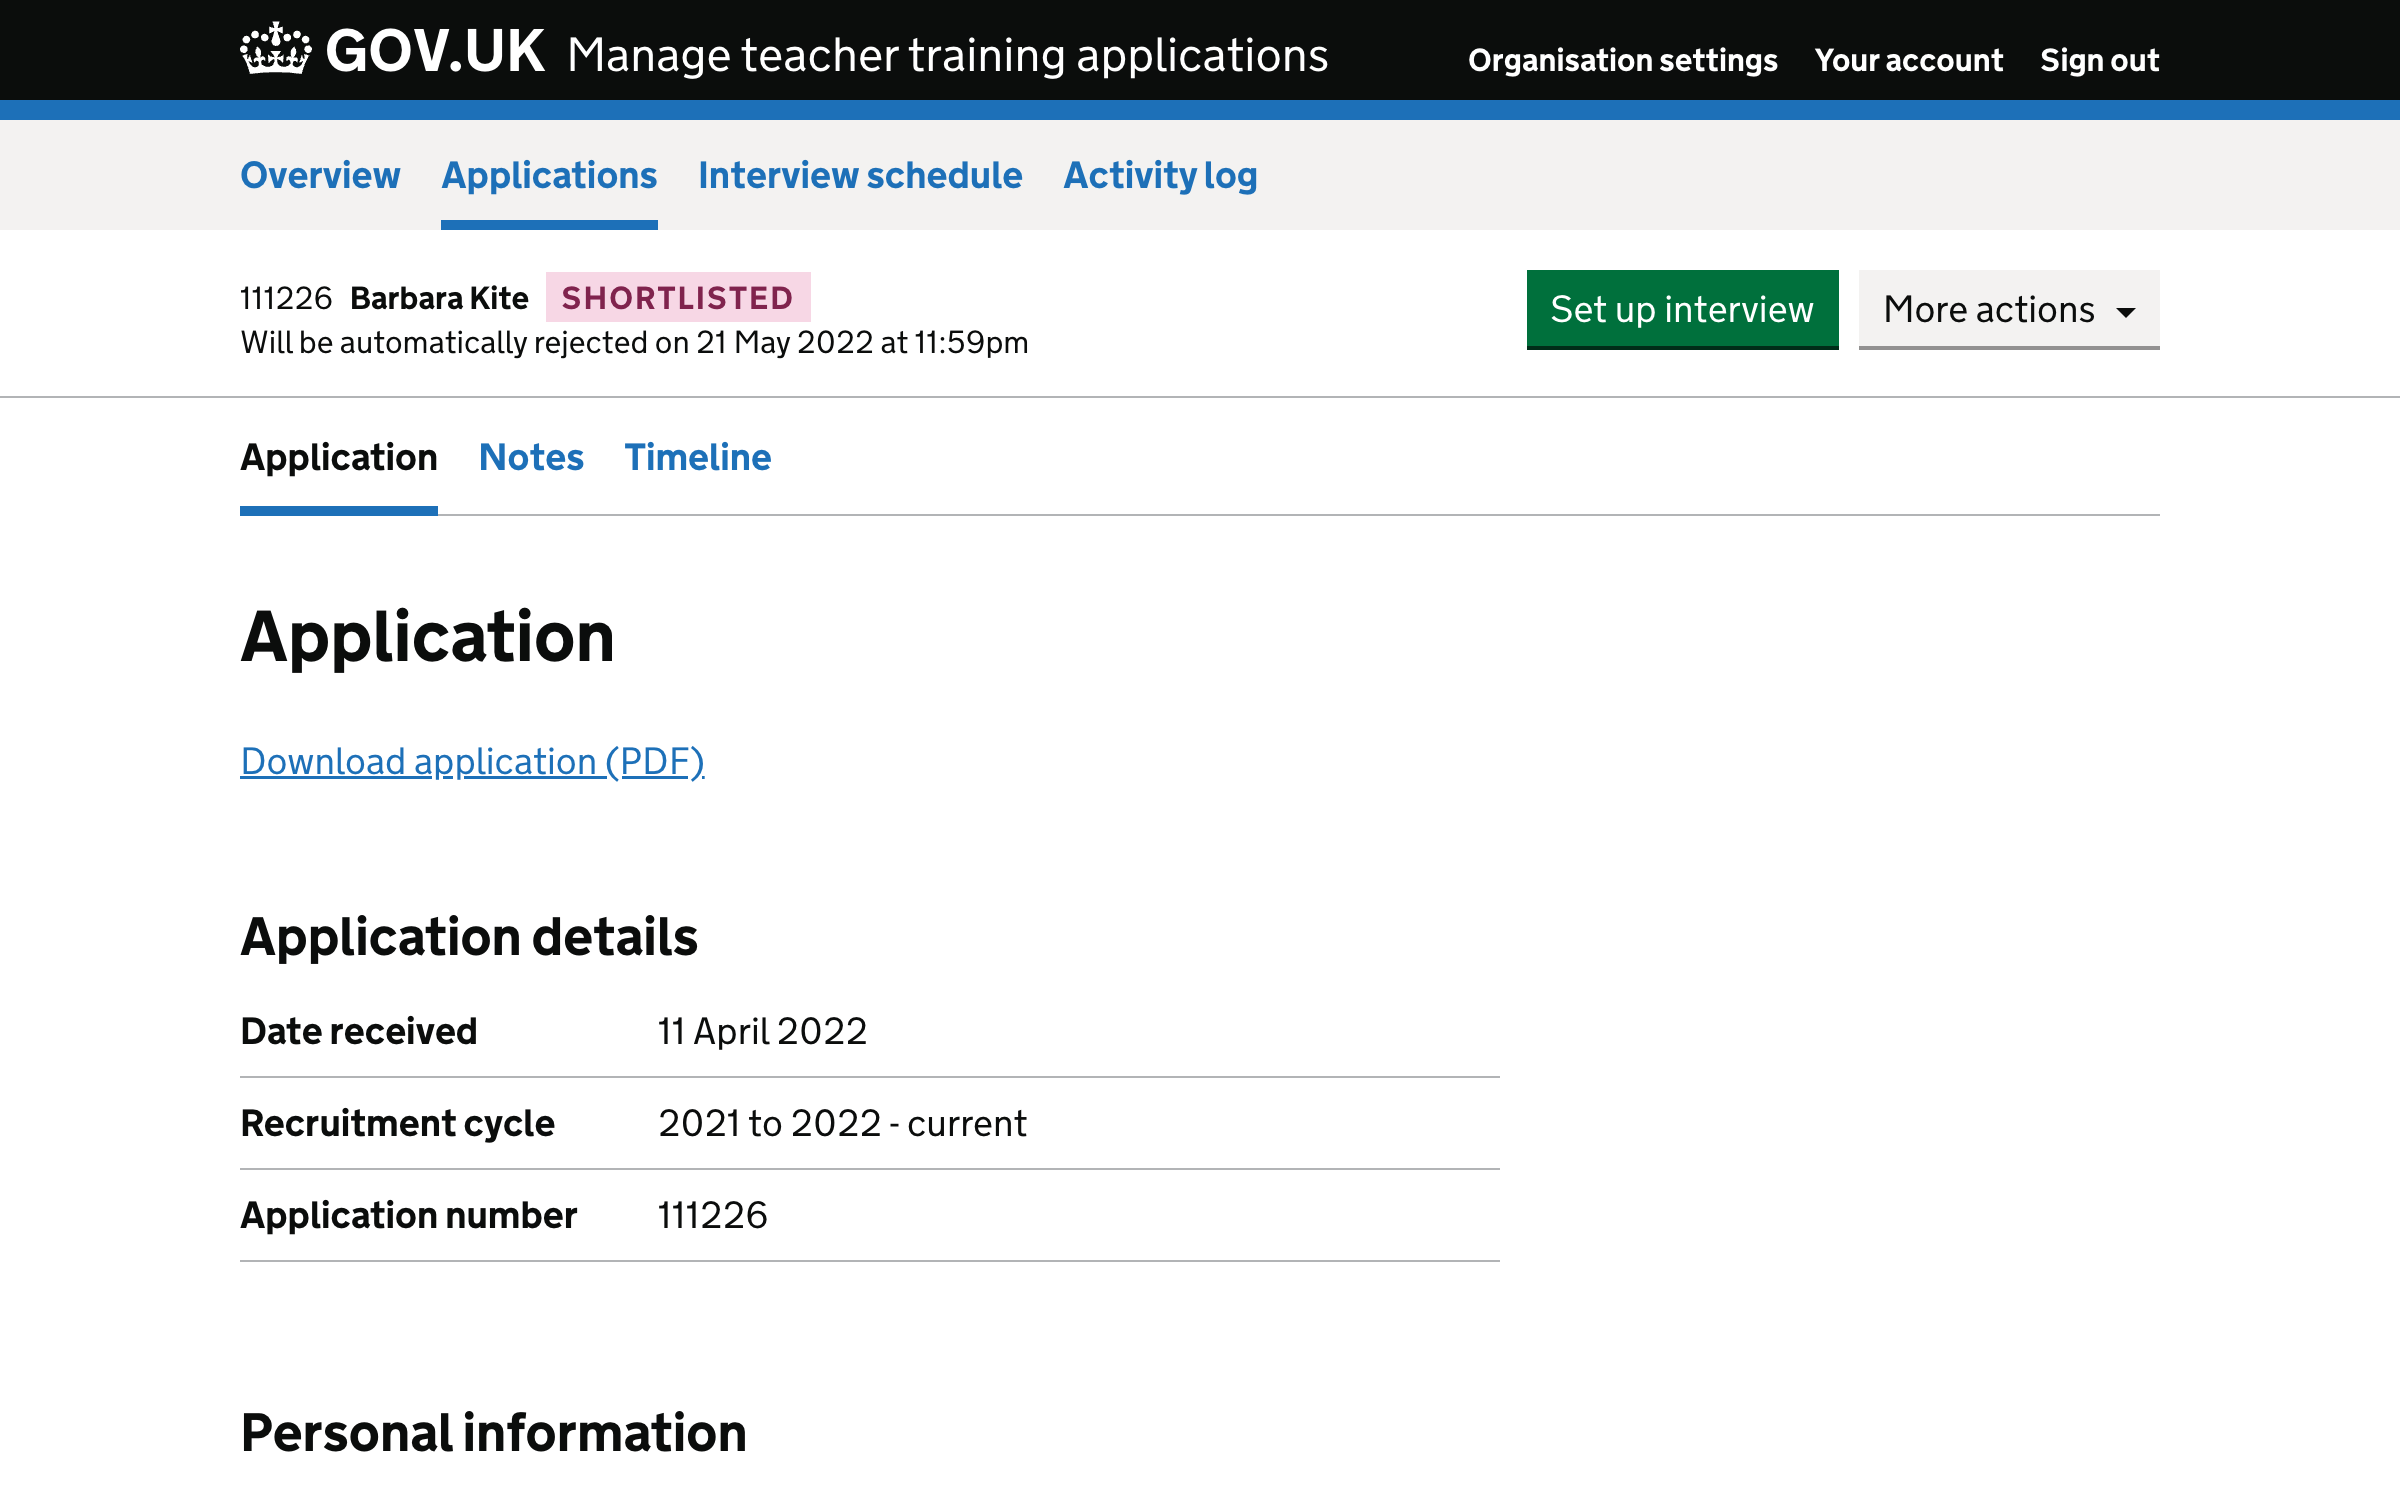 GOV.UK Manage teacher training applications Organisation settings Your account Sign out
Overview Applications Interview schedule Activity log
111226 Barbara Kite SHORTLISTED
Will be automatically rejected on 21 May 2022 at 11:59pm
Set up interview More actions
Application Notes Timeline
Application
Download application (PDF)
Application details
Date received 11 April 2022
Recruitment cycle 2021 to 2022 - current
Application number 111226
Personal information